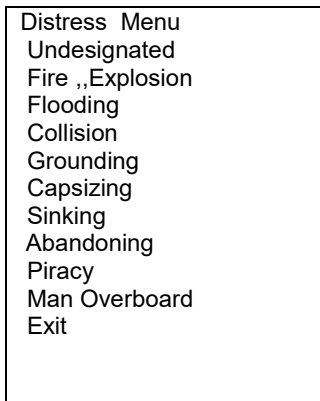 Distress Menu
Undesignated
Fire ,,Explosion
Flooding
Collision
Grounding
Capsizing
Sinking
Abandoning
Piracy
Man Overboard
Exit